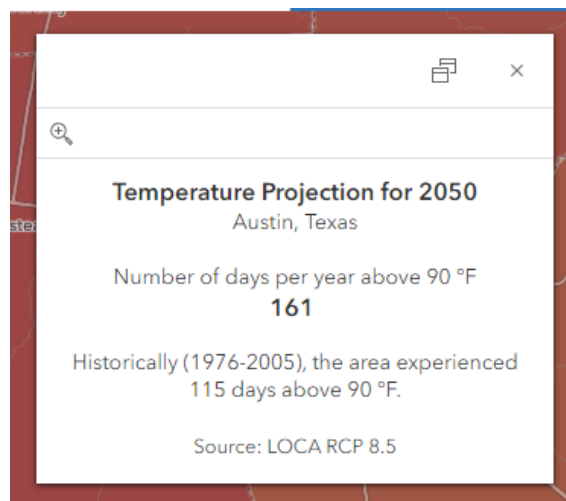 Temperature Projection for 2050
Austin, Texas
Number of days per year above 90 °F
161
Historically (1976-2005), the area experienced
115 days above 90 °F.
Source: LOCA RCP 8.5